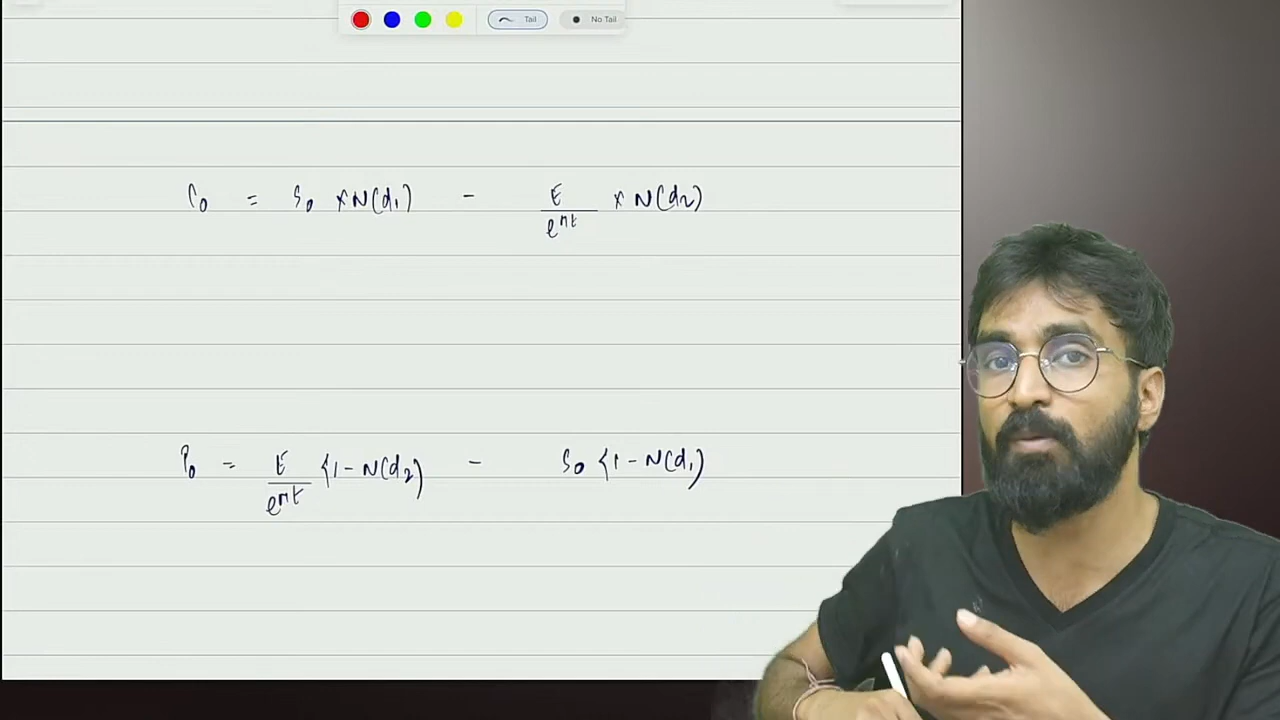 Tail No Tail
C₀ = S₀ × N(d₁) - E/e^rt × N(d₂)
P₀ = E/e^rt {1 - N(d₂)} - S₀ {1 - N(d₁)}